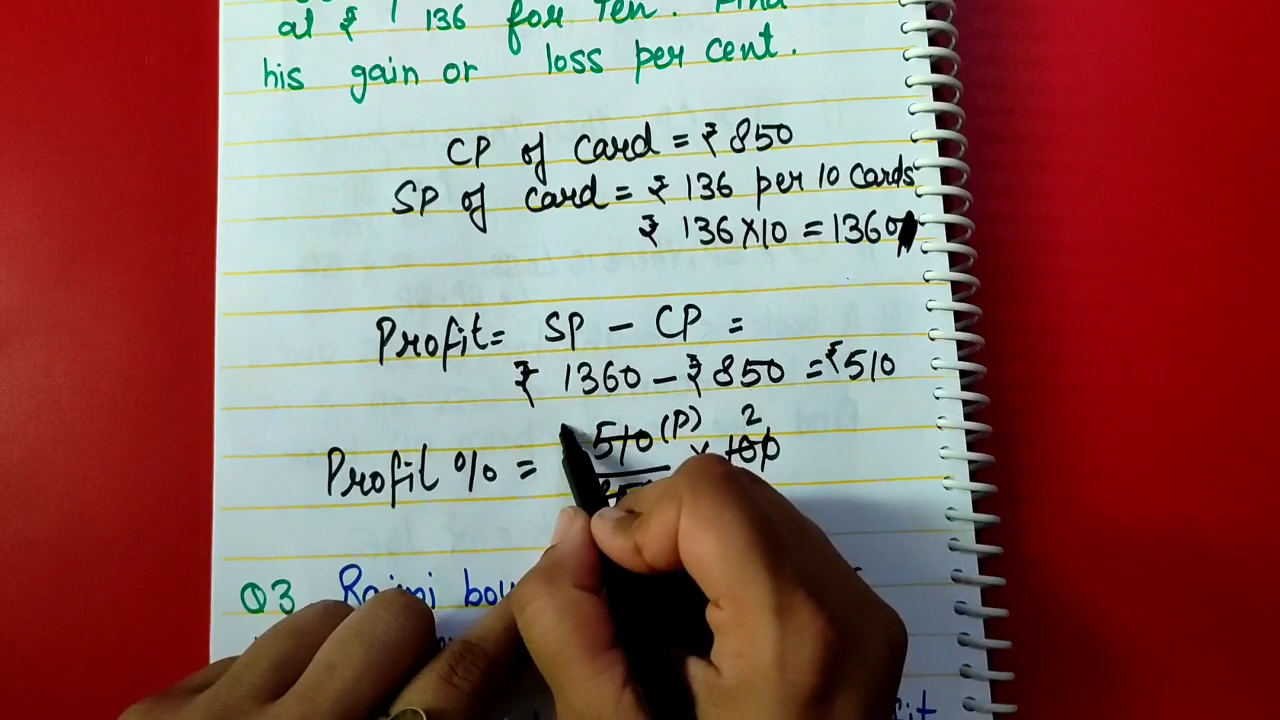 at ₹ 136 for Ten. Find
his gain or loss per cent.
CP of card = ₹ 850
SP of card = ₹ 136 per 10 cards
₹ 136 × 10 = 1360
Profit = SP - CP =
₹ 1360 - ₹ 850 = ₹ 510
2
510 (P) × 100
Profit % =
Q3